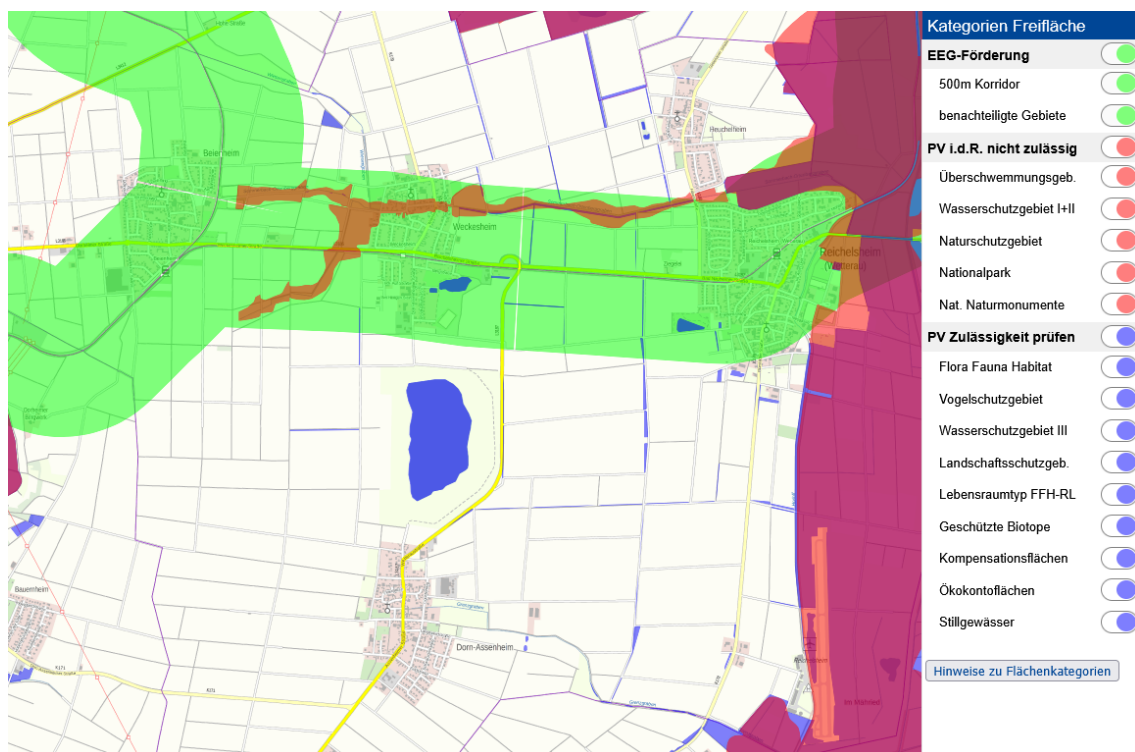 Kategorien Freifläche
EEG-Förderung
500m Korridor
benachteiligte Gebiete
PV i.d.R. nicht zulässig
Überschwemmungsgeb.
Wasserschutzgebiet I+II
Naturschutzgebiet
Nationalpark
Nat. Naturmonumente
PV Zulässigkeit prüfen
Flora Fauna Habitat
Vogelschutzgebiet
Wasserschutzgebiet III
Landschaftsschutzgeb.
Lebensraumtyp FFH-RL
Geschützte Biotope
Kompensationsflächen
Ökokontoflächen
Stillgewässer
Hinweise zu Flächenkategorien
Beienheim
Heuchelheim
Weckesheim
Reichelsheim
(Wetterau)
Bauernheim
Dorn-Assenheim
K171